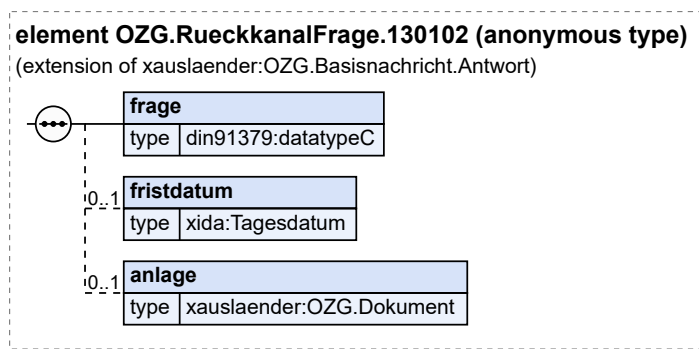 element OZG.RueckkanalFrage.130102 (anonymous type)
(extension of xauslaender:OZG.Basisnachricht.Antwort)
frage
type din91379:datatypeC
0..1 fristdatum
type xida:Tagesdatum
0..1 anlage
type xauslaender:OZG.Dokument